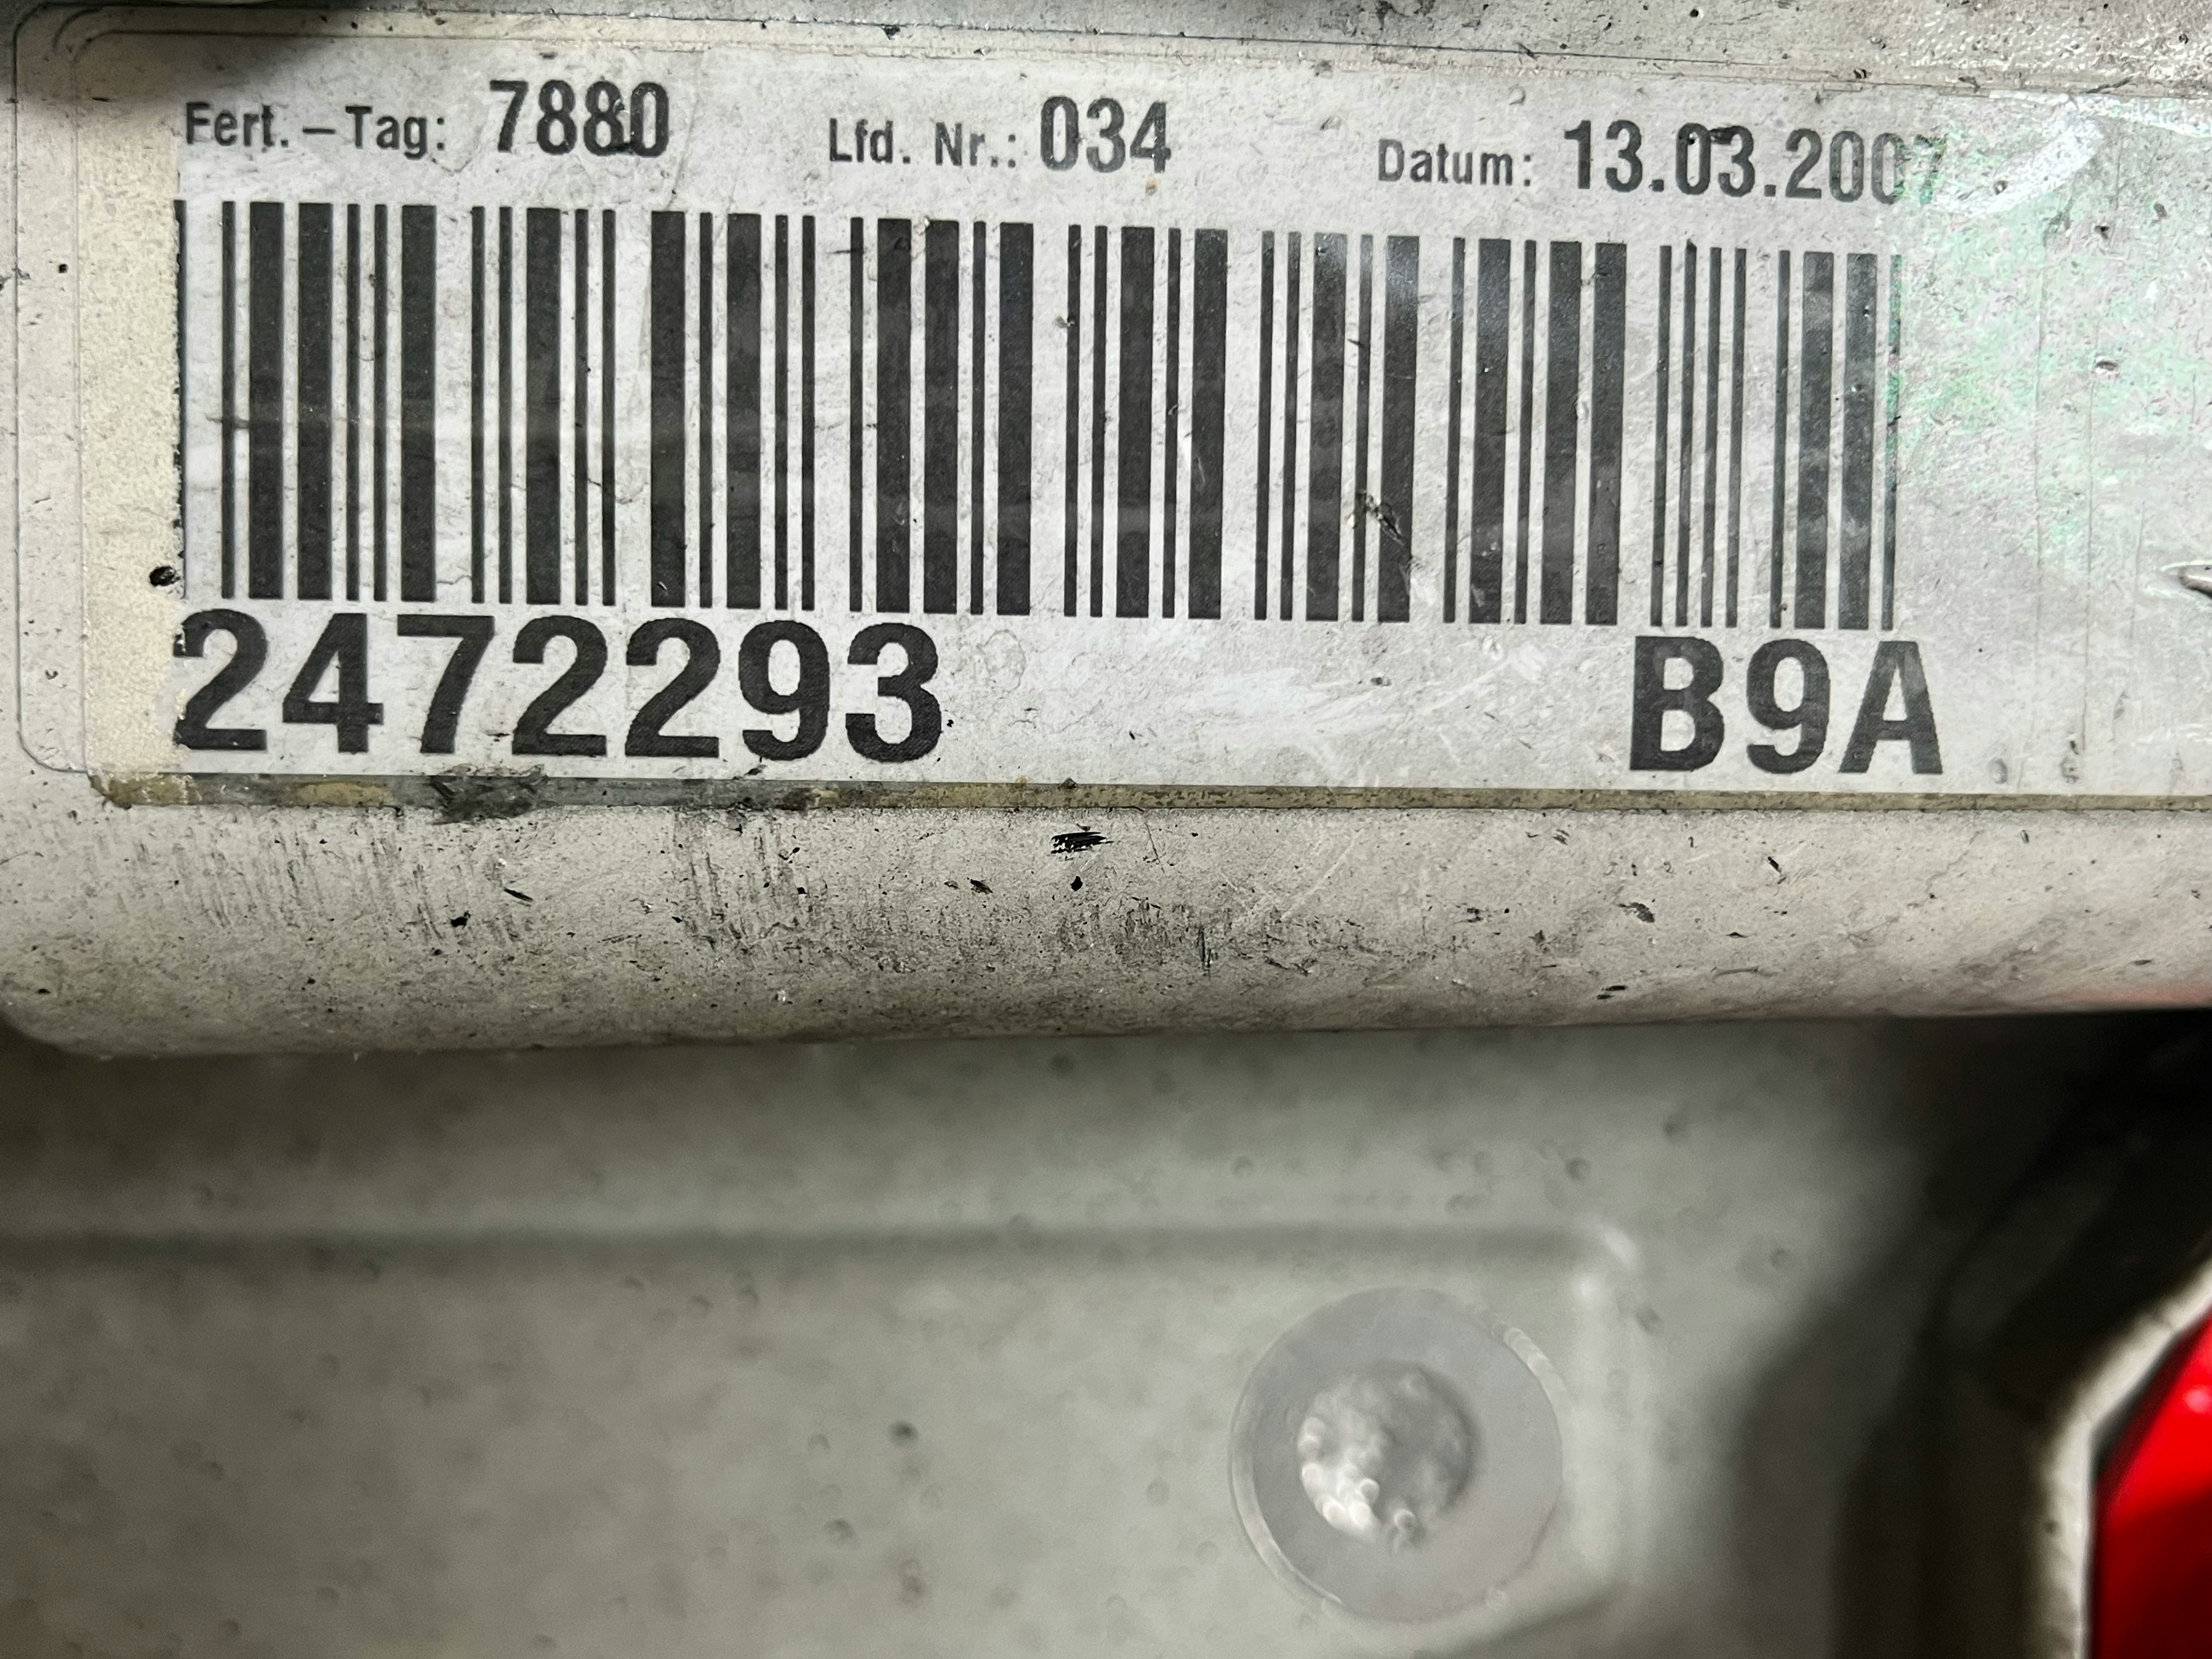 Fert.–Tag: 7880 Lfd. Nr.: 034 Datum: 13.03.2007
2472293 B9A